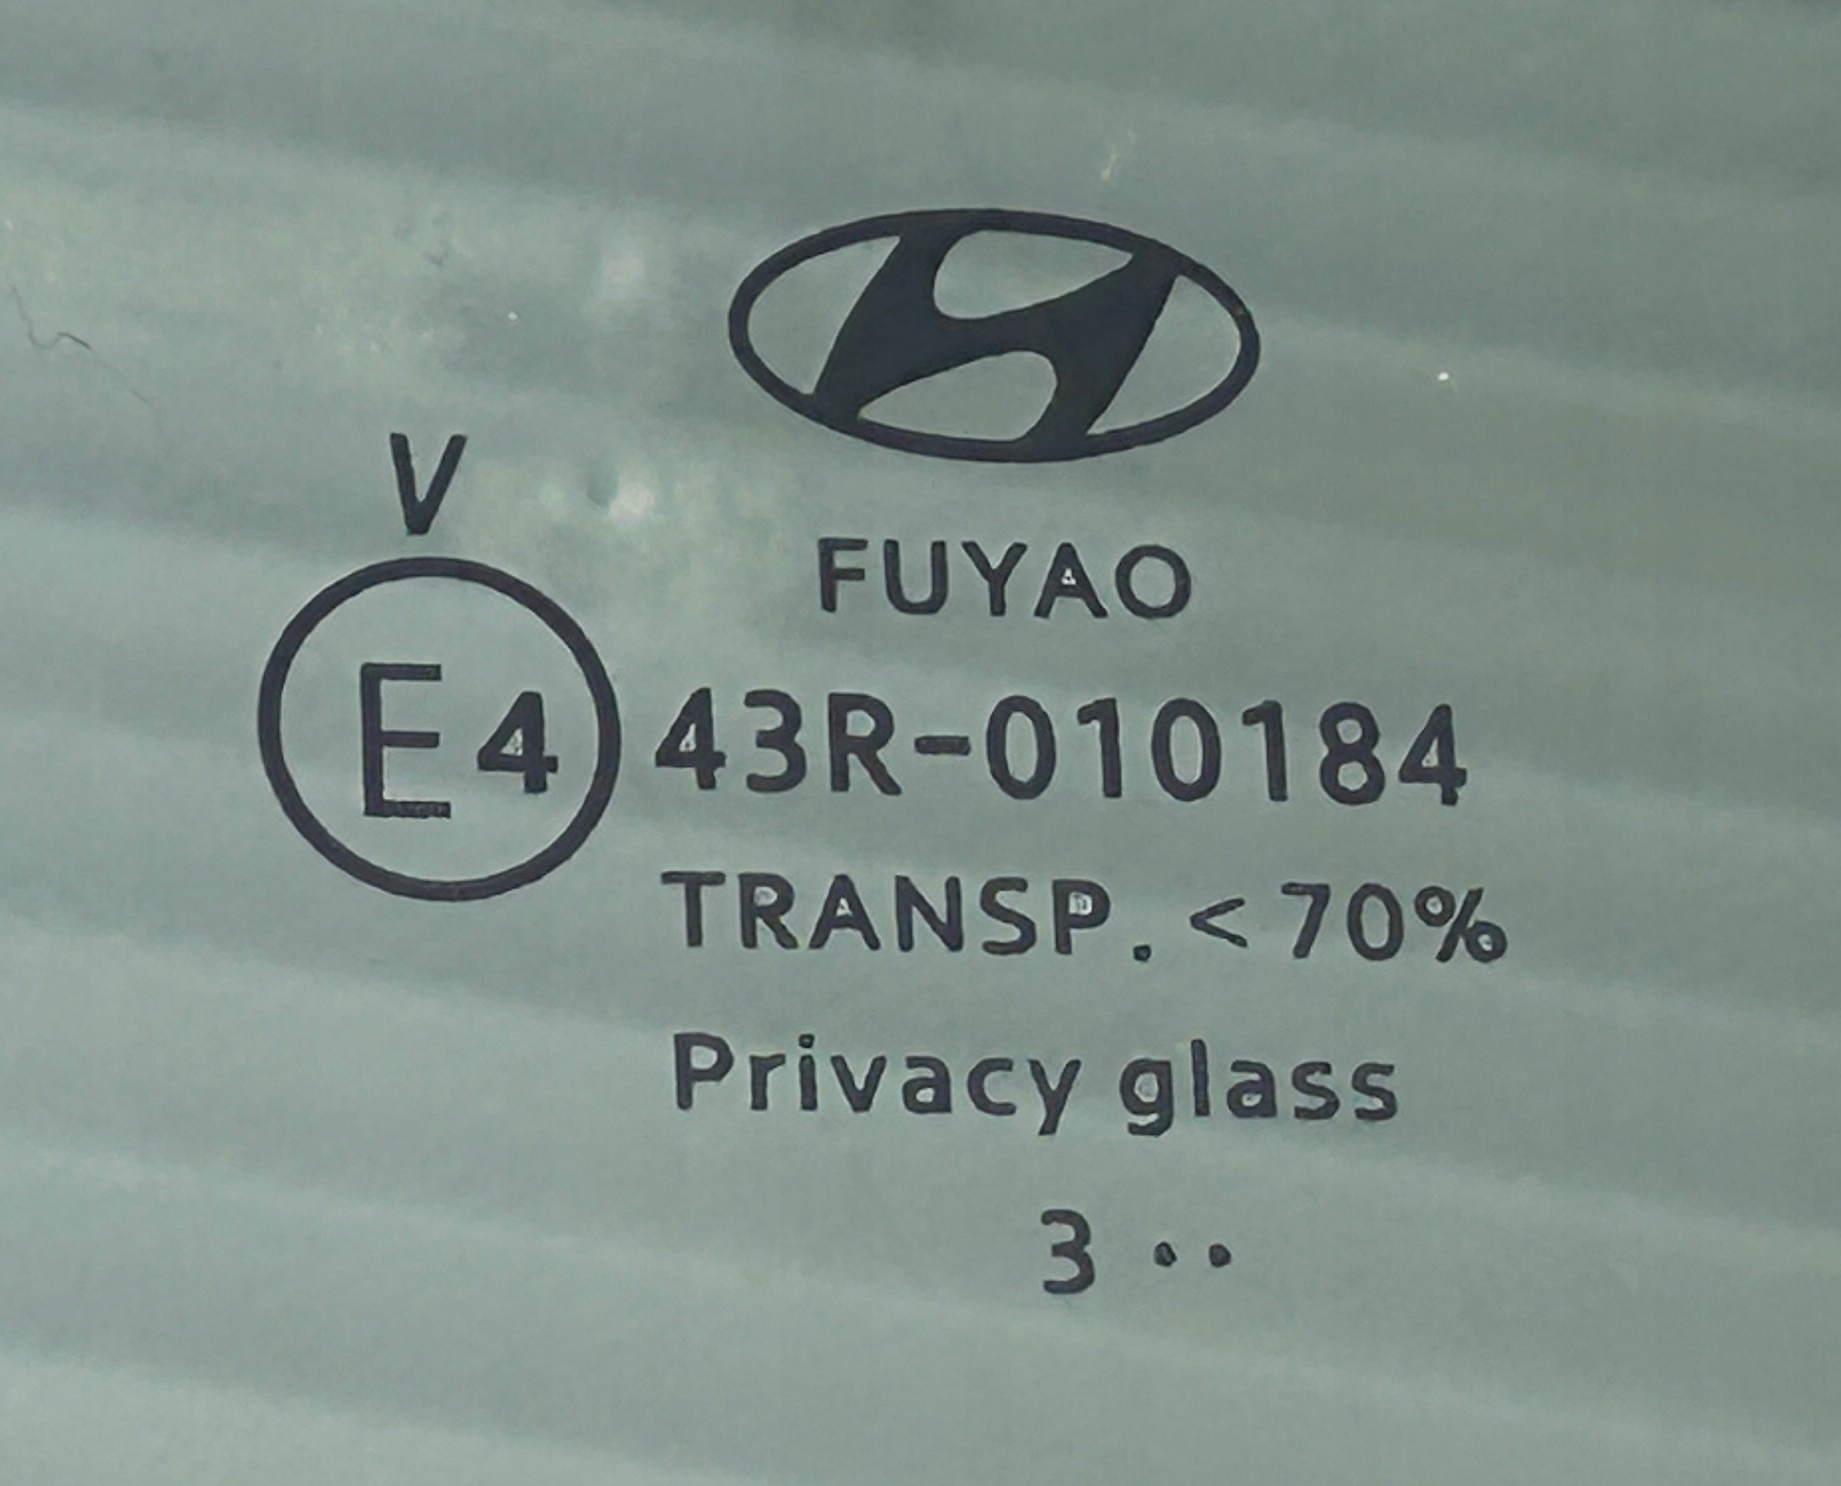 FUYAO
V
E4 43R-010184
TRANSP. <70%
Privacy glass
3 ··